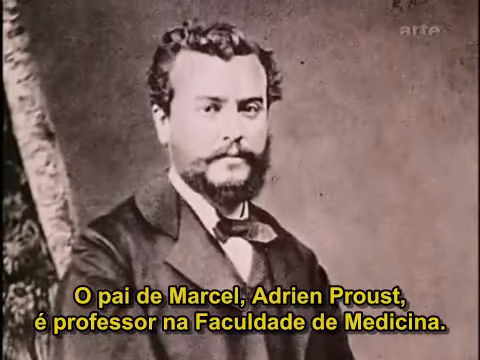 arte
O pai de Marcel, Adrien Proust,
é professor na Faculdade de Medicina.